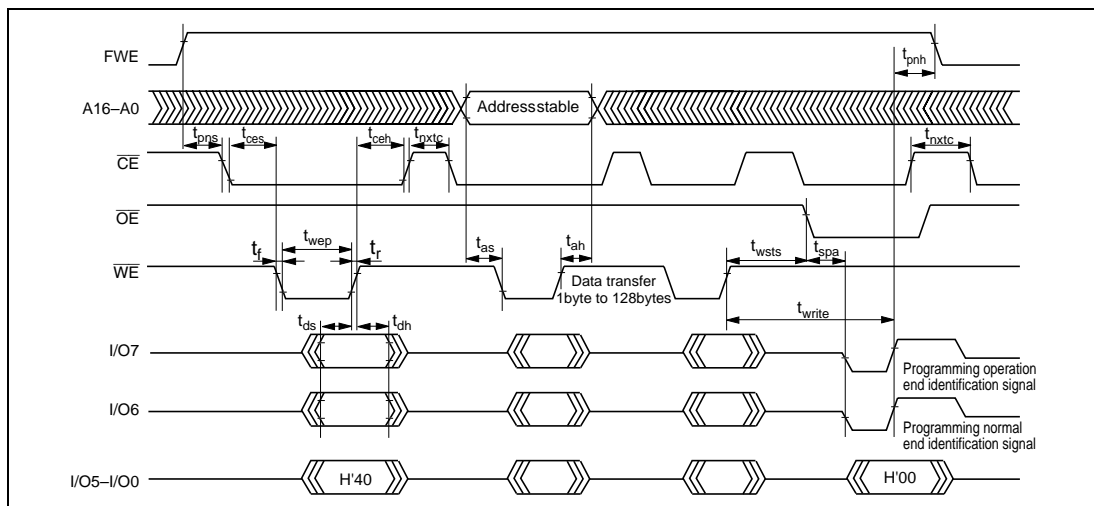 FWE
t_pnh
A16–A0
Addressstable
t_pns
t_ces
t_ceh
t_nxtc
t_nxtc
CE
OE
t_wep
t_f
t_r
t_as
t_ah
t_wsts
t_spa
WE
Data transfer
1byte to 128bytes
t_write
t_ds
t_dh
I/O7
Programming operation
end identification signal
I/O6
Programming normal
end identification signal
I/O5–I/O0
H'40
H'00